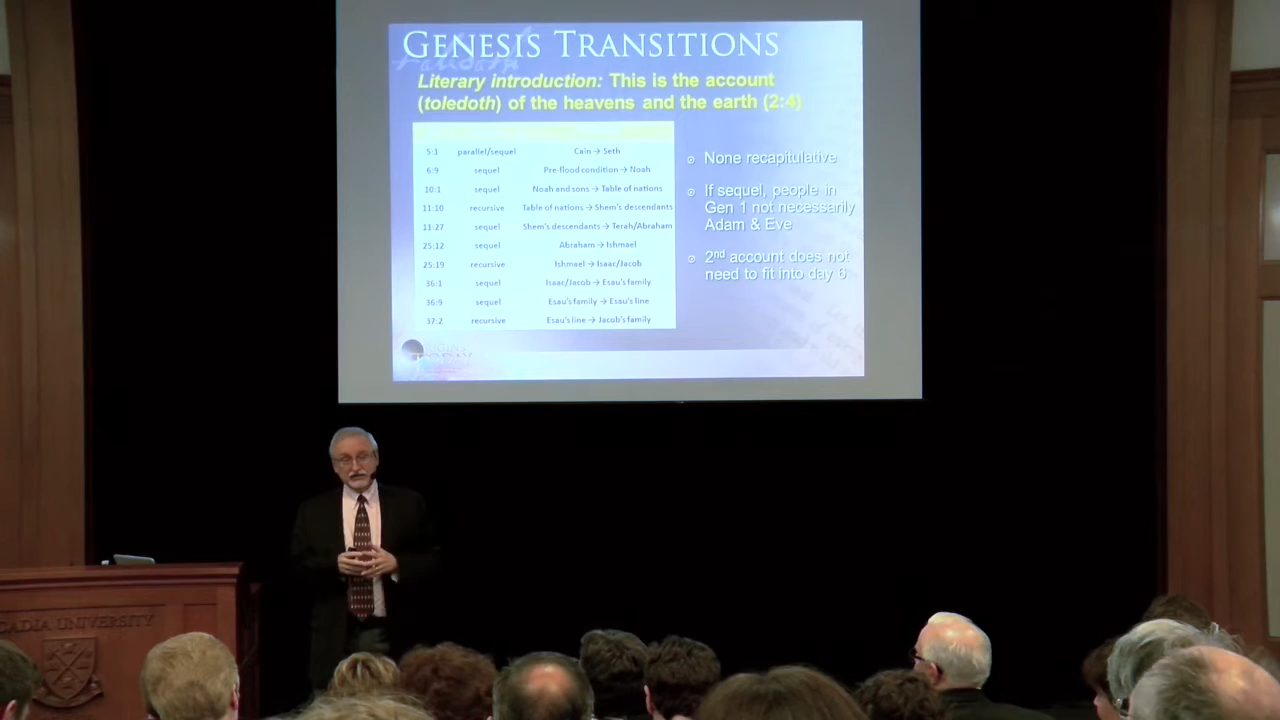 GENESIS TRANSITIONS
Literary introduction: This is the account
(toledoth) of the heavens and the earth (2:4)
5:1 parallel/sequel Cain → Seth
6:9 sequel Pre-flood condition → Noah
10:1 sequel Noah and sons → Table of nations
11:10 recursive Table of nations → Shem's descendants
11:27 sequel Shem's descendants → Terah/Abraham
25:12 sequel Abraham → Ishmael
25:19 recursive Ishmael → Isaac/Jacob
36:1 sequel Isaac/Jacob → Esau's family
36:9 sequel Esau's family → Esau's line
37:2 recursive Esau's line → Jacob's family
None recapitulative
If sequel, people in
Gen 1 not necessarily
Adam & Eve
2nd account does not
need to fit into day 6
TODAY
CADIA UNIVERSITY